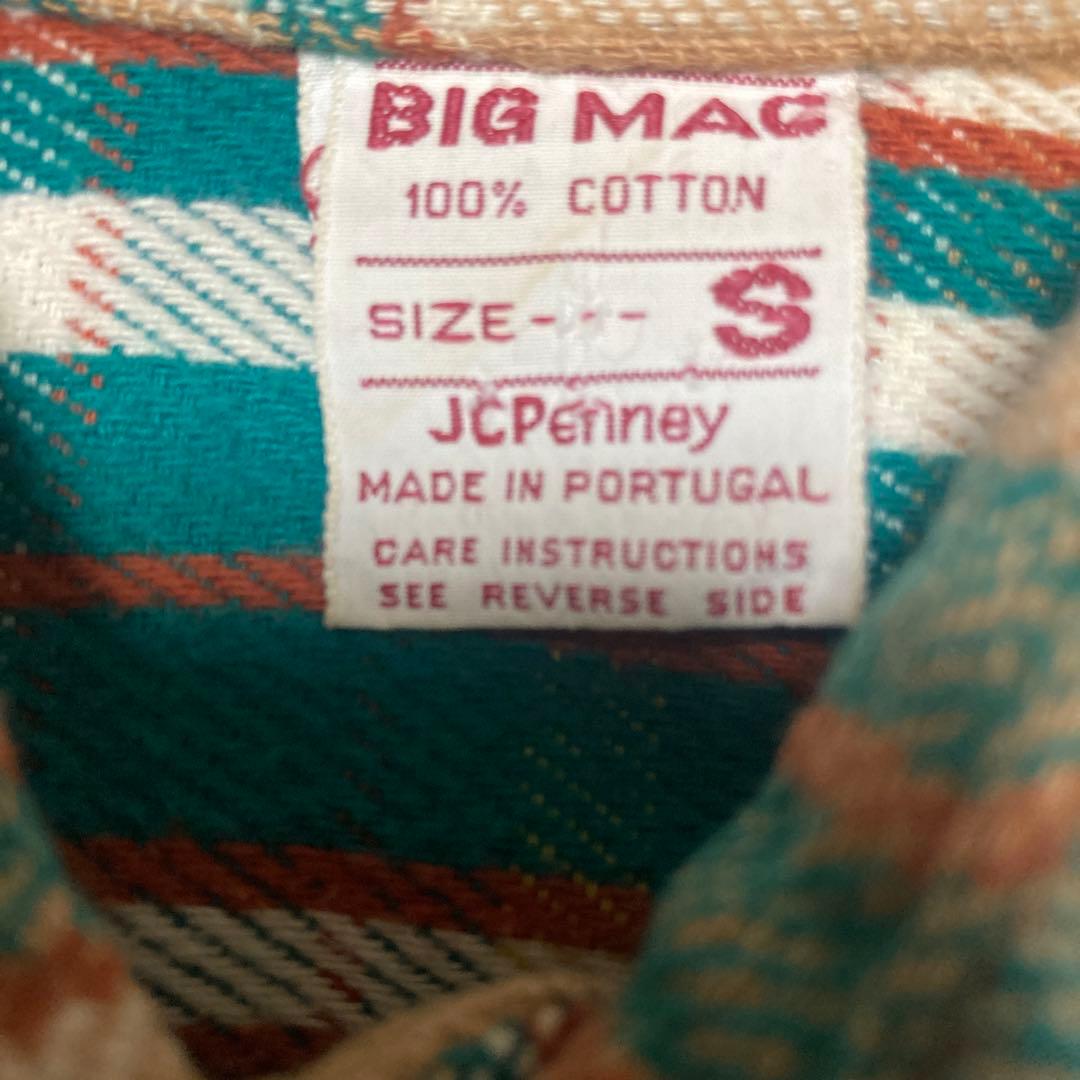 BIG MAC
100% COTTON
SIZE --- S
JCPenney
MADE IN PORTUGAL
CARE INSTRUCTIONS
SEE REVERSE SIDE